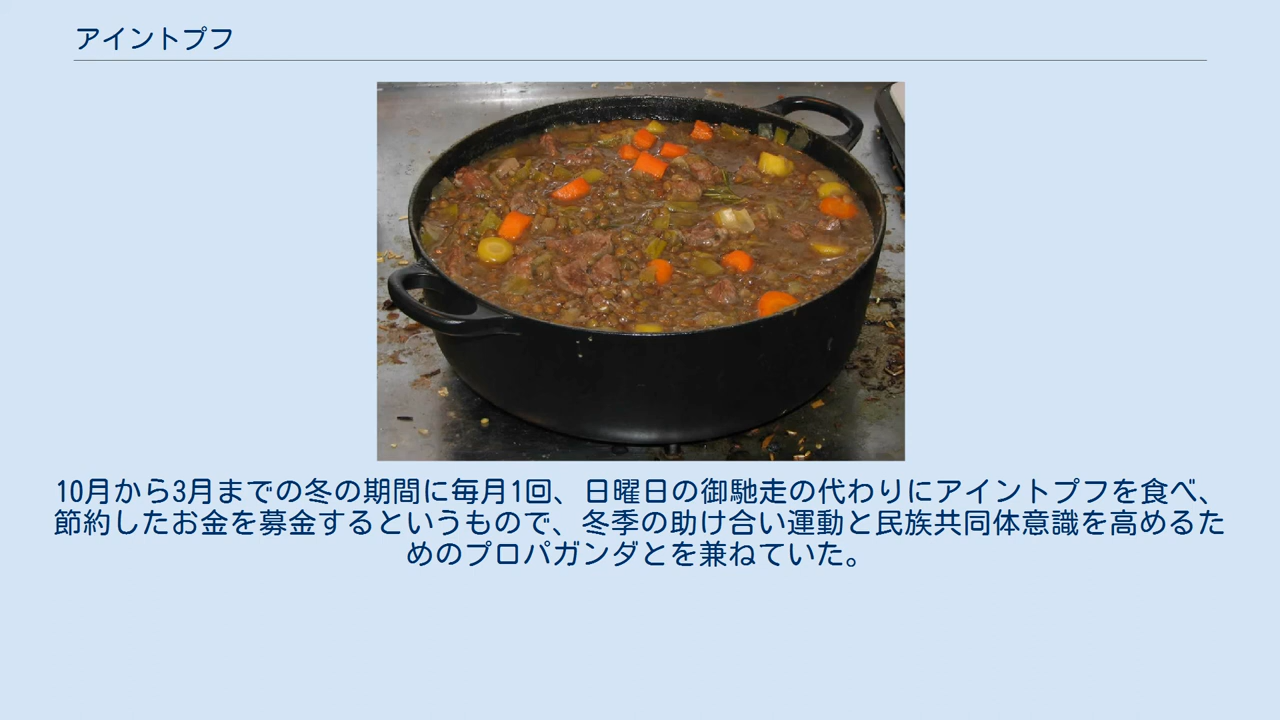 アイントプフ
10月から3月までの冬の期間に毎月1回、日曜日の御馳走の代わりにアイントプフを食べ、
節約したお金を募金するというもので、冬季の助け合い運動と民族共同体意識を高めるた
めのプロパガンダとを兼ねていた。